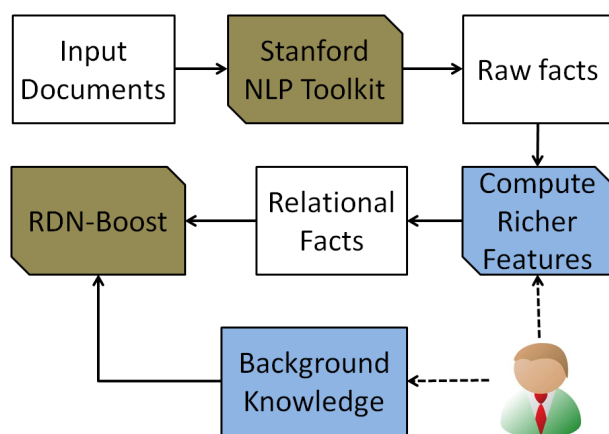 Input
Documents
Stanford
NLP Toolkit
Raw facts
RDN-Boost
Relational
Facts
Compute
Richer
Features
Background
Knowledge